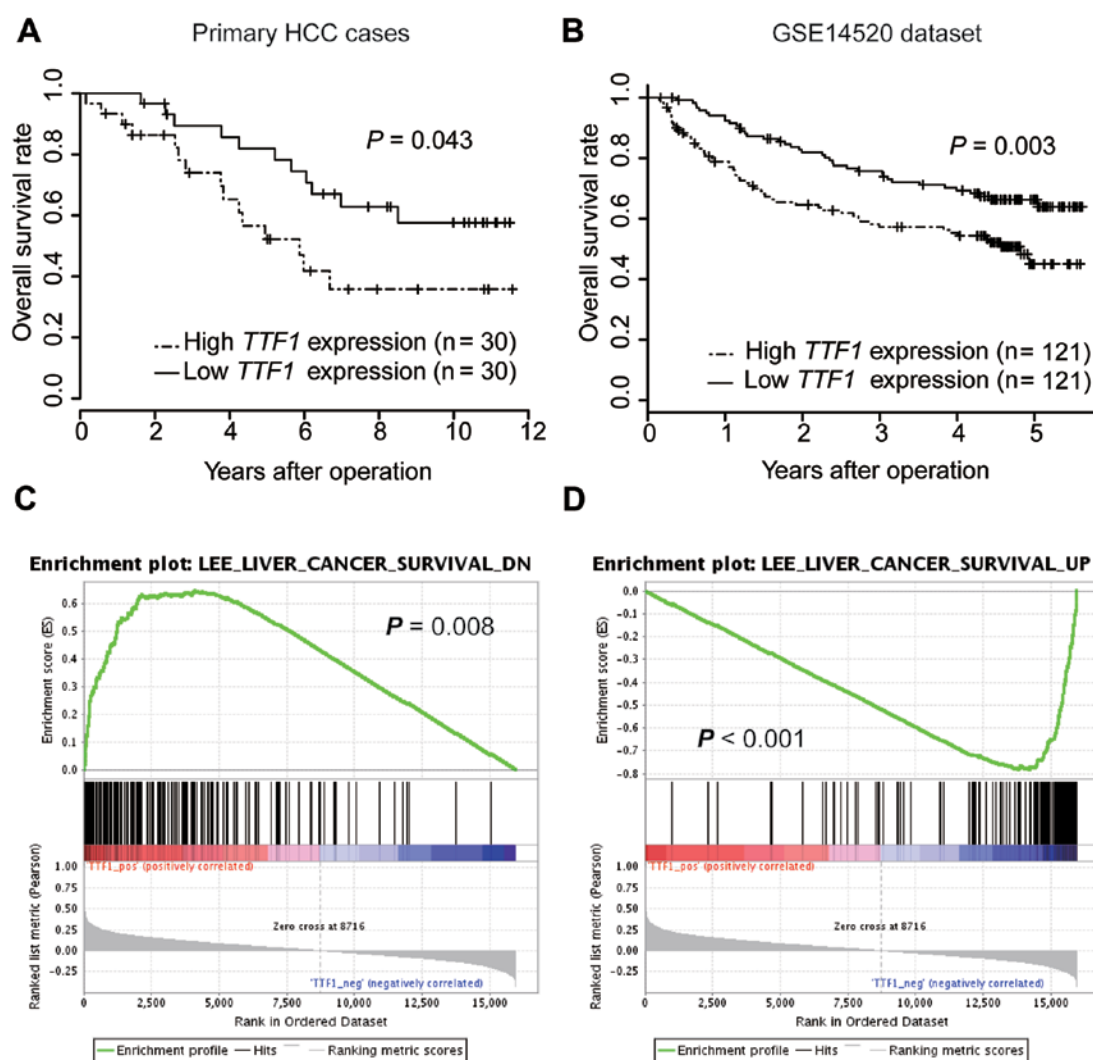 A
Primary HCC cases
Overall survival rate
1.0
0.8
0.6
0.4
0.2
0.0
P = 0.043
High TTF1 expression (n = 30)
Low TTF1 expression (n = 30)
0 2 4 6 8 10 12
Years after operation
B
GSE14520 dataset
Overall survival rate
1.0
0.8
0.6
0.4
0.2
0.0
P = 0.003
High TTF1 expression (n = 121)
Low TTF1 expression (n = 121)
0 1 2 3 4 5
Years after operation
C
Enrichment plot: LEE_LIVER_CANCER_SURVIVAL_DN
Enrichment score (ES)
0.6
0.5
0.4
0.3
0.2
0.1
0.0
P = 0.008
'TTF1_pos' (positively correlated)
Ranked list metric (Pearson)
1.00
0.75
0.50
0.25
0.00
-0.25
Zero cross at 8716
'TTF1_neg' (negatively correlated)
0 2,500 5,000 7,500 10,000 12,500 15,000
Rank in Ordered Dataset
Enrichment profile Hits Ranking metric scores
D
Enrichment plot: LEE_LIVER_CANCER_SURVIVAL_UP
Enrichment score (ES)
0.0
-0.1
-0.2
-0.3
-0.4
-0.5
-0.6
-0.7
-0.8
P < 0.001
'TTF1_pos' (positively correlated)
Ranked list metric (Pearson)
1.00
0.75
0.50
0.25
0.00
-0.25
Zero cross at 8716
'TTF1_neg' (negatively correlated)
0 2,500 5,000 7,500 10,000 12,500 15,000
Rank in Ordered Dataset
Enrichment profile Hits Ranking metric scores